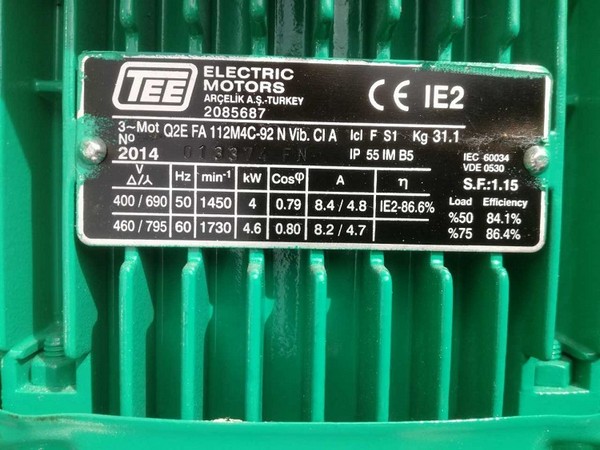 TEE ELECTRIC MOTORS
ARÇELİK A.Ş.-TURKEY
2085687
CE IE2
3~Mot Q2E FA 112M4C-92 N Vib. Cl A Icl F S1 Kg 31.1
Nº 2014 013374 FN IP 55 IM B5 IEC 60034
VDE 0530
V Δ/⅄ Hz min⁻¹ kW Cosφ A η S.F.:1.15
400 / 690 50 1450 4 0.79 8.4 / 4.8 IE2-86.6%
460 / 795 60 1730 4.6 0.80 8.2 / 4.7
Load Efficiency
%50 84.1%
%75 86.4%